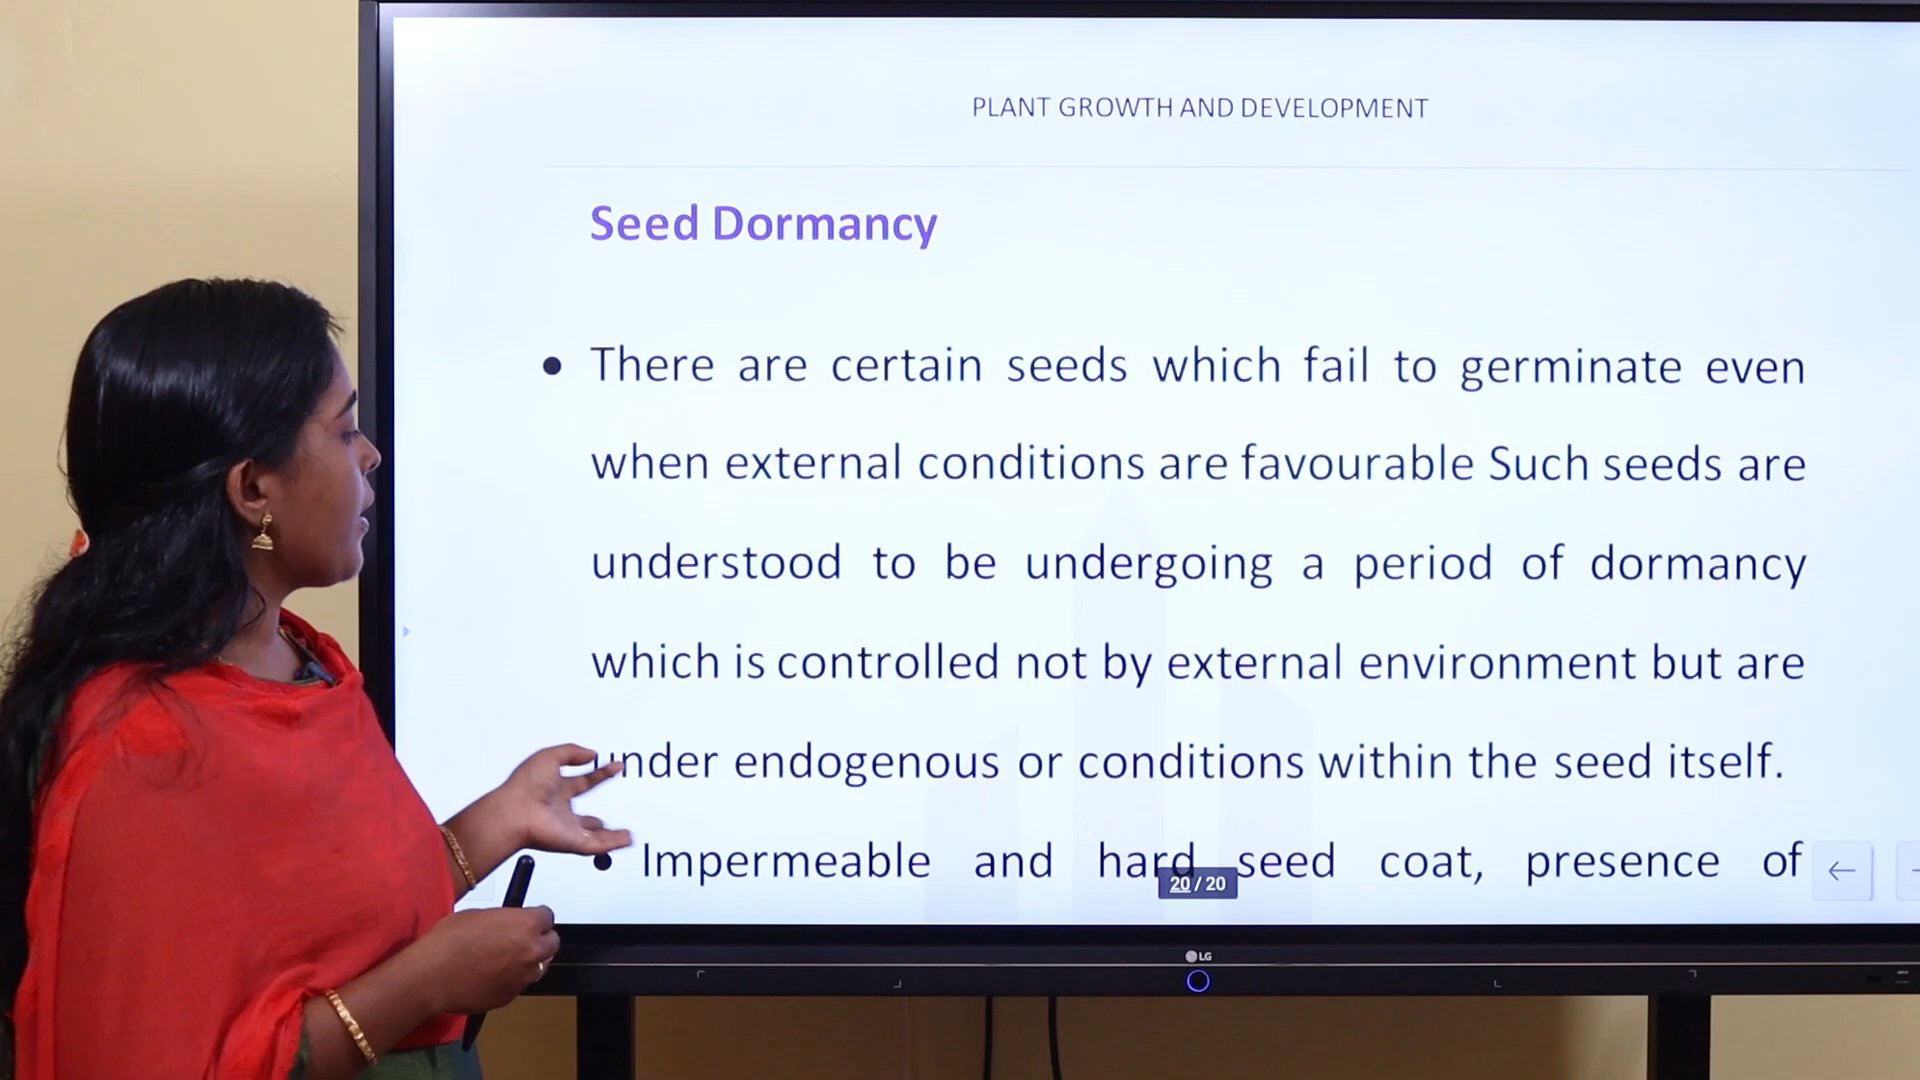 PLANT GROWTH AND DEVELOPMENT
Seed Dormancy
• There are certain seeds which fail to germinate even
when external conditions are favourable Such seeds are
understood to be undergoing a period of dormancy
which is controlled not by external environment but are
under endogenous or conditions within the seed itself.
• Impermeable and hard seed coat, presence of
20 / 20
LG